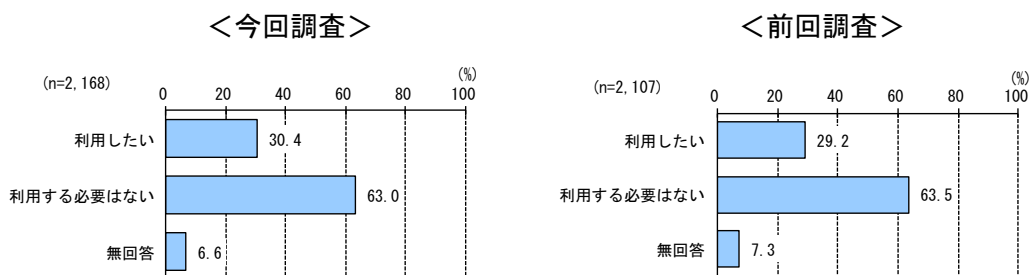 ＜今回調査＞
(n=2,168)
(%)
0 20 40 60 80 100
利用したい 30.4
利用する必要はない 63.0
無回答 6.6
＜前回調査＞
(n=2,107)
(%)
0 20 40 60 80 100
利用したい 29.2
利用する必要はない 63.5
無回答 7.3